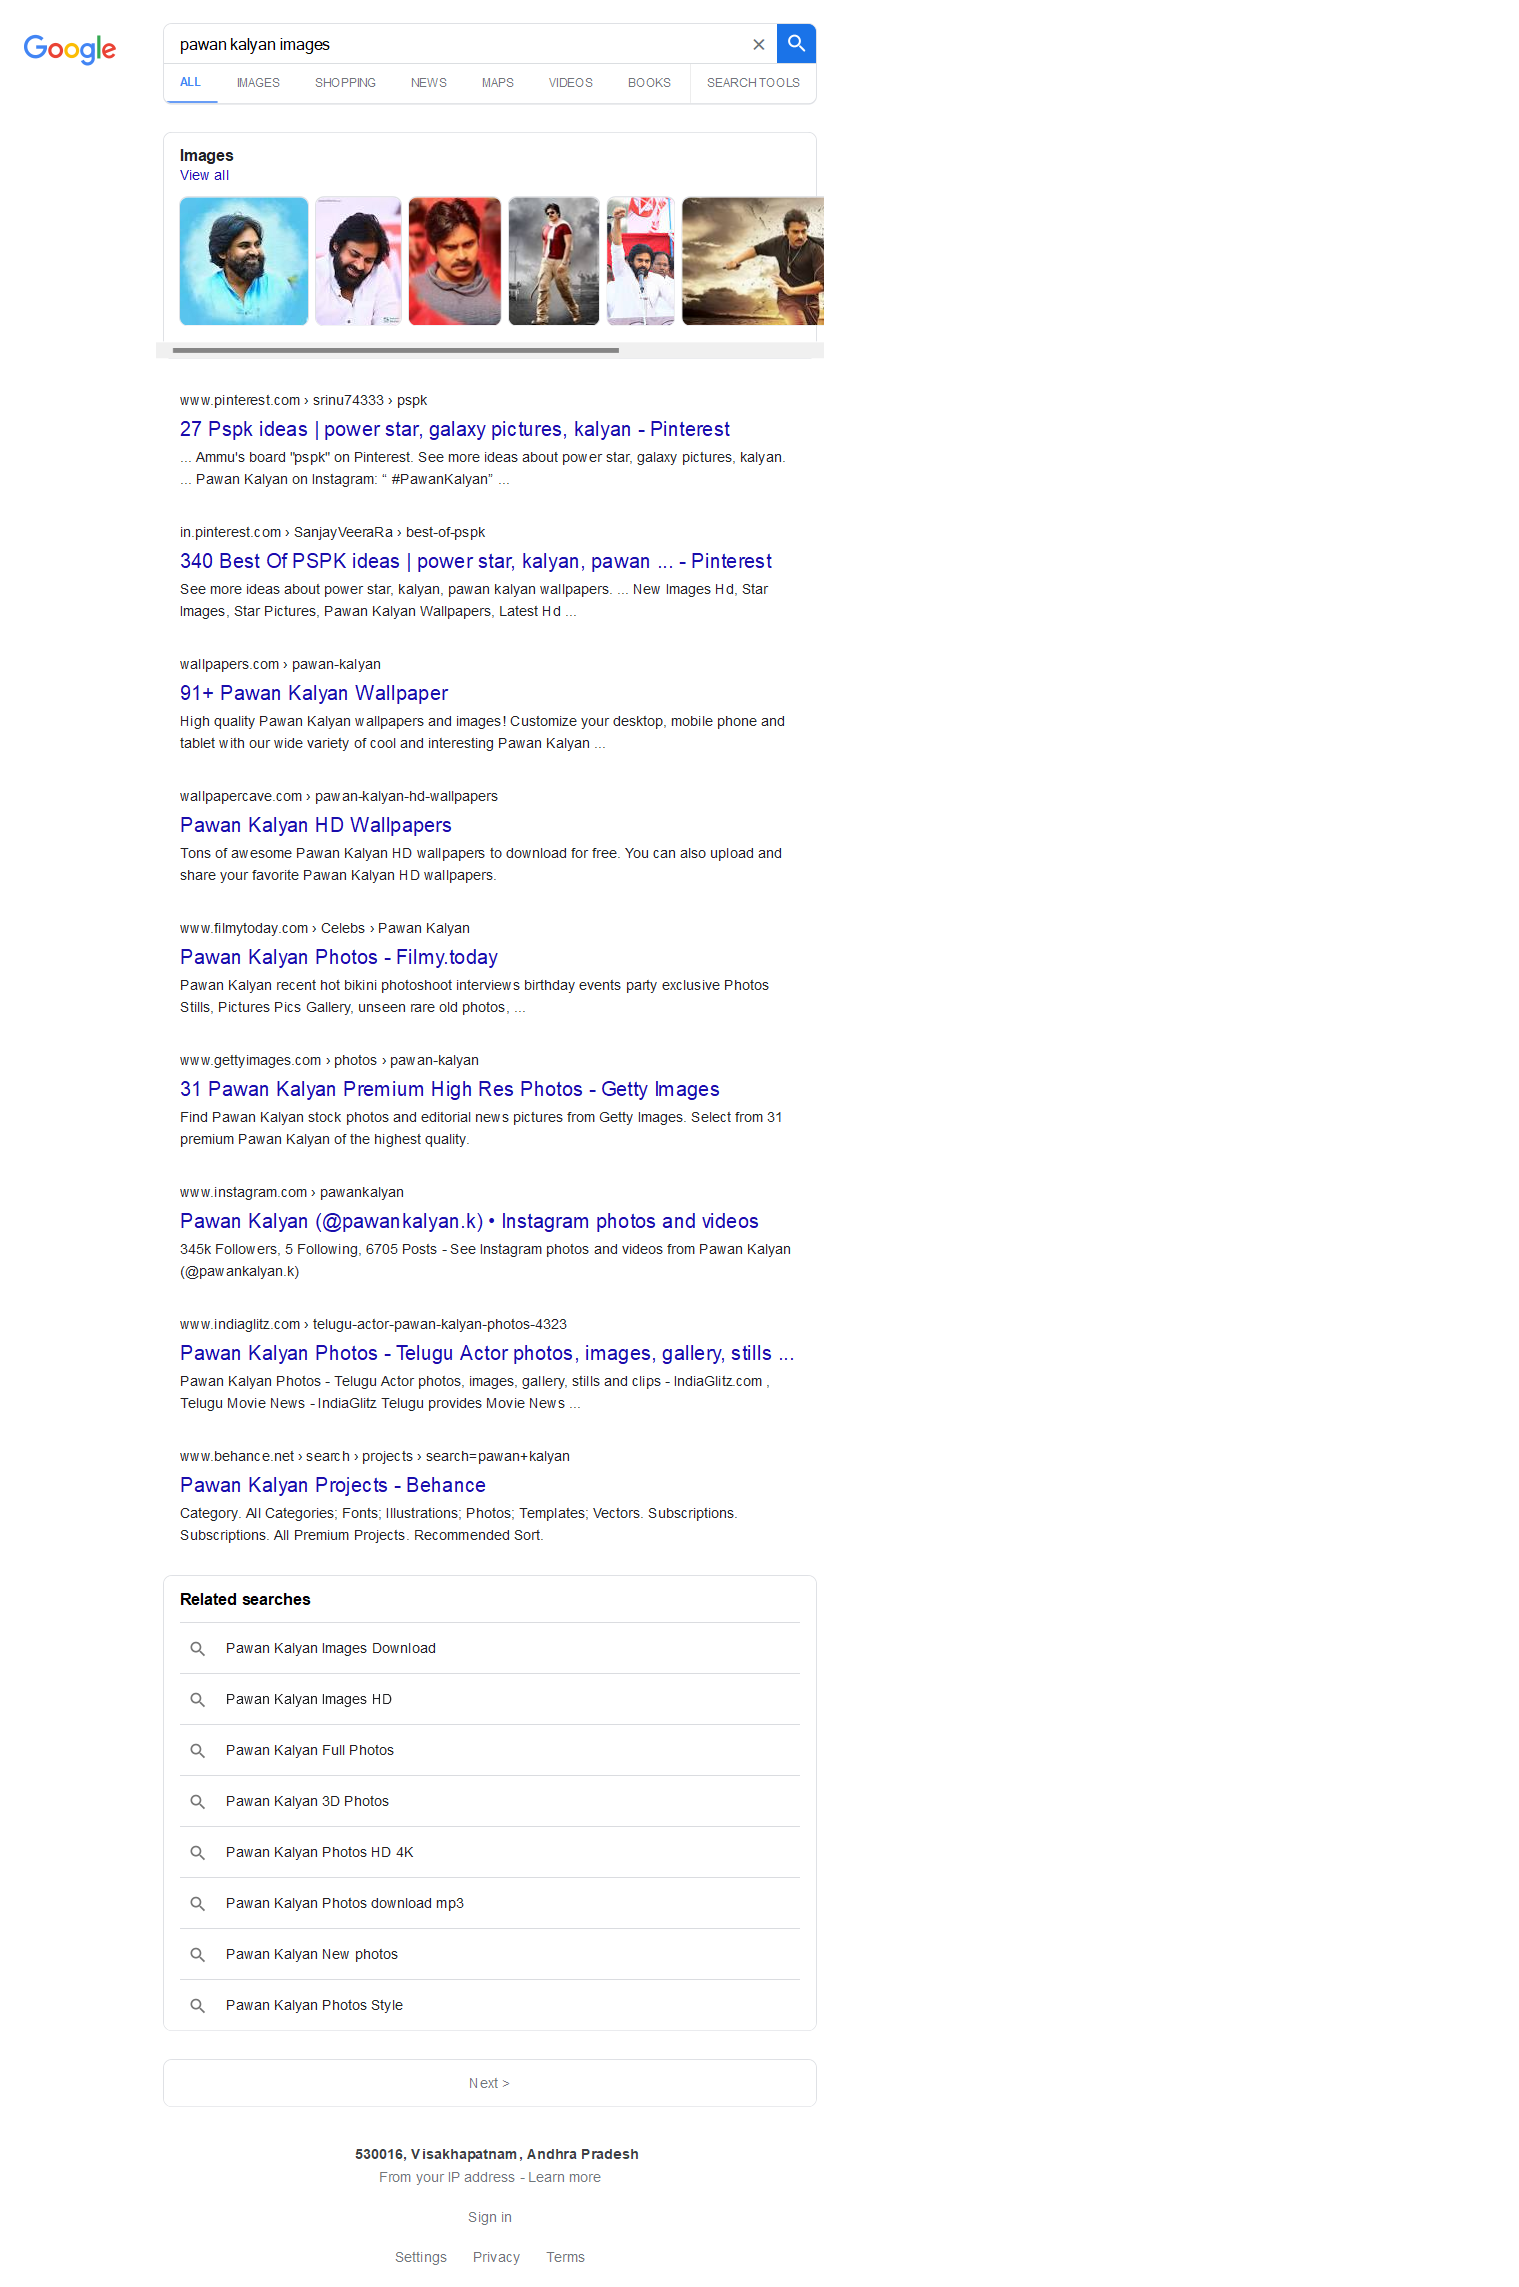 Google
pawan kalyan images
ALL IMAGES SHOPPING NEWS MAPS VIDEOS BOOKS SEARCH TOOLS
Images
View all
www.pinterest.com › srinu74333 › pspk
27 Pspk ideas | power star, galaxy pictures, kalyan - Pinterest
... Ammu's board "pspk" on Pinterest. See more ideas about power star, galaxy pictures, kalyan.
... Pawan Kalyan on Instagram: “ #PawanKalyan” ...
in.pinterest.com › SanjayVeeraRa › best-of-pspk
340 Best Of PSPK ideas | power star, kalyan, pawan ... - Pinterest
See more ideas about power star, kalyan, pawan kalyan wallpapers. ... New Images Hd, Star
Images, Star Pictures, Pawan Kalyan Wallpapers, Latest Hd ...
wallpapers.com › pawan-kalyan
91+ Pawan Kalyan Wallpaper
High quality Pawan Kalyan wallpapers and images! Customize your desktop, mobile phone and
tablet with our wide variety of cool and interesting Pawan Kalyan ...
wallpapercave.com › pawan-kalyan-hd-wallpapers
Pawan Kalyan HD Wallpapers
Tons of awesome Pawan Kalyan HD wallpapers to download for free. You can also upload and
share your favorite Pawan Kalyan HD wallpapers.
www.filmytoday.com › Celebs › Pawan Kalyan
Pawan Kalyan Photos - Filmy.today
Pawan Kalyan recent hot bikini photoshoot interviews birthday events party exclusive Photos
Stills, Pictures Pics Gallery, unseen rare old photos, ...
www.gettyimages.com › photos › pawan-kalyan
31 Pawan Kalyan Premium High Res Photos - Getty Images
Find Pawan Kalyan stock photos and editorial news pictures from Getty Images. Select from 31
premium Pawan Kalyan of the highest quality.
www.instagram.com › pawankalyan
Pawan Kalyan (@pawankalyan.k) • Instagram photos and videos
345k Followers, 5 Following, 6705 Posts - See Instagram photos and videos from Pawan Kalyan
(@pawankalyan.k)
www.indiaglitz.com › telugu-actor-pawan-kalyan-photos-4323
Pawan Kalyan Photos - Telugu Actor photos, images, gallery, stills ...
Pawan Kalyan Photos - Telugu Actor photos, images, gallery, stills and clips - IndiaGlitz.com ,
Telugu Movie News - IndiaGlitz Telugu provides Movie News ...
www.behance.net › search › projects › search=pawan+kalyan
Pawan Kalyan Projects - Behance
Category. All Categories; Fonts; Illustrations; Photos; Templates; Vectors. Subscriptions.
Subscriptions. All Premium Projects. Recommended Sort.
Related searches
Pawan Kalyan Images Download
Pawan Kalyan Images HD
Pawan Kalyan Full Photos
Pawan Kalyan 3D Photos
Pawan Kalyan Photos HD 4K
Pawan Kalyan Photos download mp3
Pawan Kalyan New photos
Pawan Kalyan Photos Style
Next >
530016, Visakhapatnam, Andhra Pradesh
From your IP address - Learn more
Sign in
Settings Privacy Terms